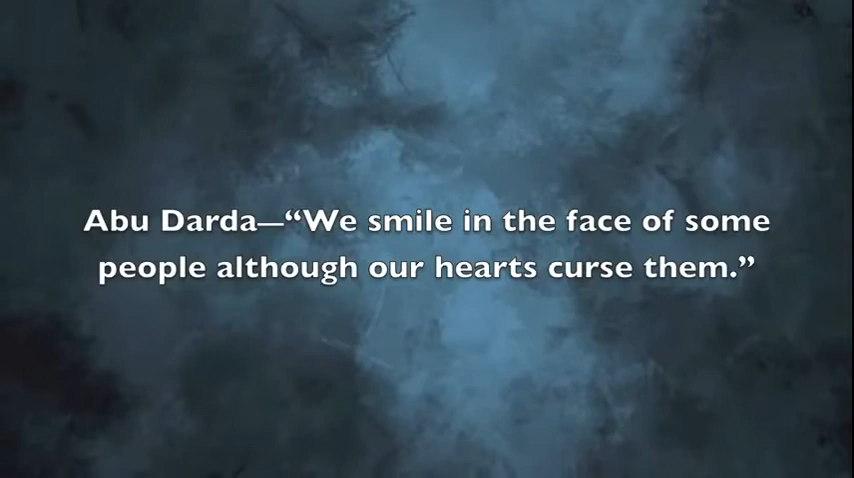 Abu Darda—“We smile in the face of some
people although our hearts curse them.”